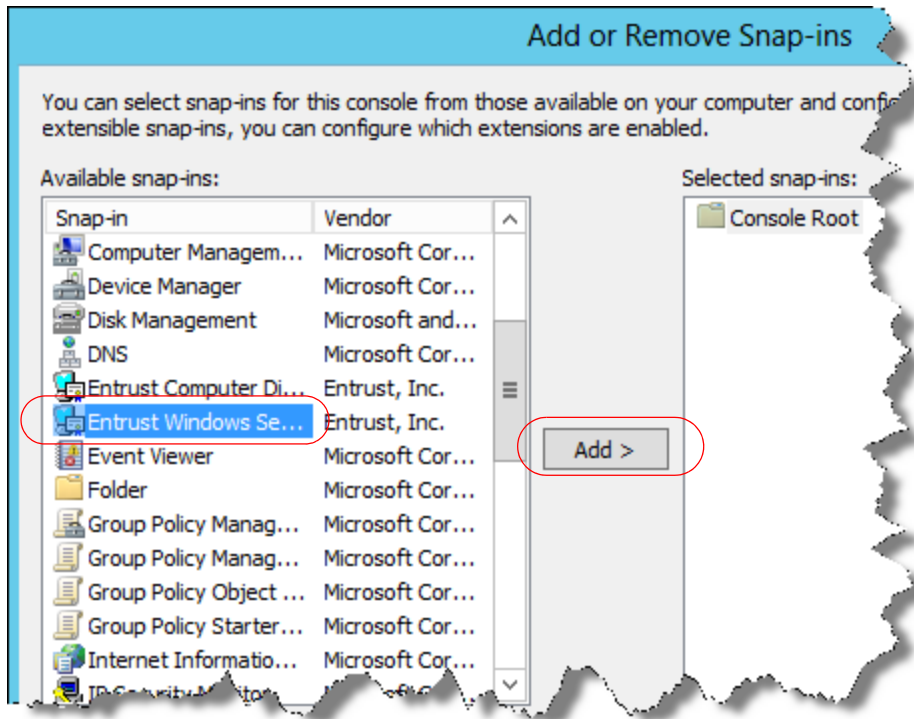 Add or Remove Snap-ins
You can select snap-ins for this console from those available on your computer and config
extensible snap-ins, you can configure which extensions are enabled.
Available snap-ins:
Selected snap-ins:
Snap-in Vendor
Console Root
Computer Managem... Microsoft Cor...
Device Manager Microsoft Cor...
Disk Management Microsoft and...
DNS Microsoft Cor...
Entrust Computer Di... Entrust, Inc.
Entrust Windows Se... Entrust, Inc.
Add >
Event Viewer Microsoft Cor...
Folder Microsoft Cor...
Group Policy Manag... Microsoft Cor...
Group Policy Manag... Microsoft Cor...
Group Policy Object ... Microsoft Cor...
Group Policy Starter... Microsoft Cor...
Internet Informatio... Microsoft Cor...